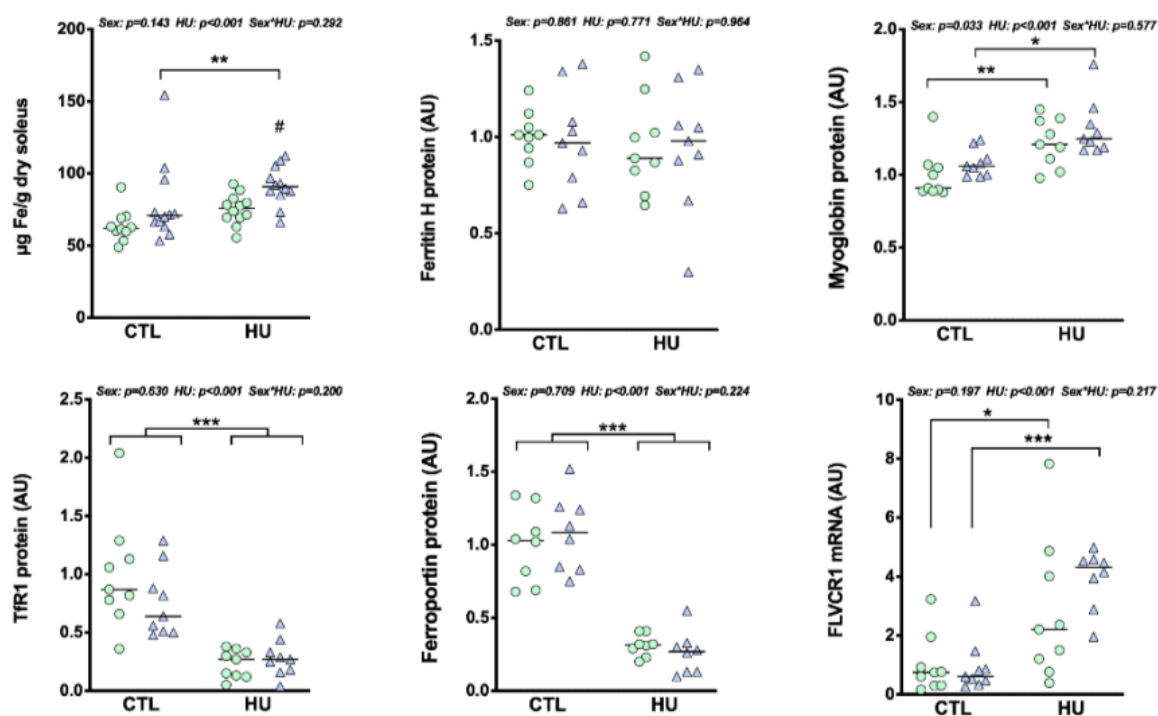 Sex: p=0.143 HU: p<0.001 Sex*HU: p=0.292
200
150
100
50
0
µg Fe/g dry soleus
**
#
CTL HU
Sex: p=0.861 HU: p=0.771 Sex*HU: p=0.964
1.5
1.0
0.5
0.0
Ferritin H protein (AU)
CTL HU
Sex: p=0.033 HU: p<0.001 Sex*HU: p=0.577
2.0
1.5
1.0
0.5
0.0
Myoglobin protein (AU)
*
**
CTL HU
Sex: p=0.630 HU: p<0.001 Sex*HU: p=0.200
2.5
2.0
1.5
1.0
0.5
0.0
TfR1 protein (AU)
***
CTL HU
Sex: p=0.709 HU: p<0.001 Sex*HU: p=0.224
2.0
1.5
1.0
0.5
0.0
Ferroportin protein (AU)
***
CTL HU
Sex: p=0.197 HU: p<0.001 Sex*HU: p=0.217
10
8
6
4
2
0
FLVCR1 mRNA (AU)
*
***
CTL HU